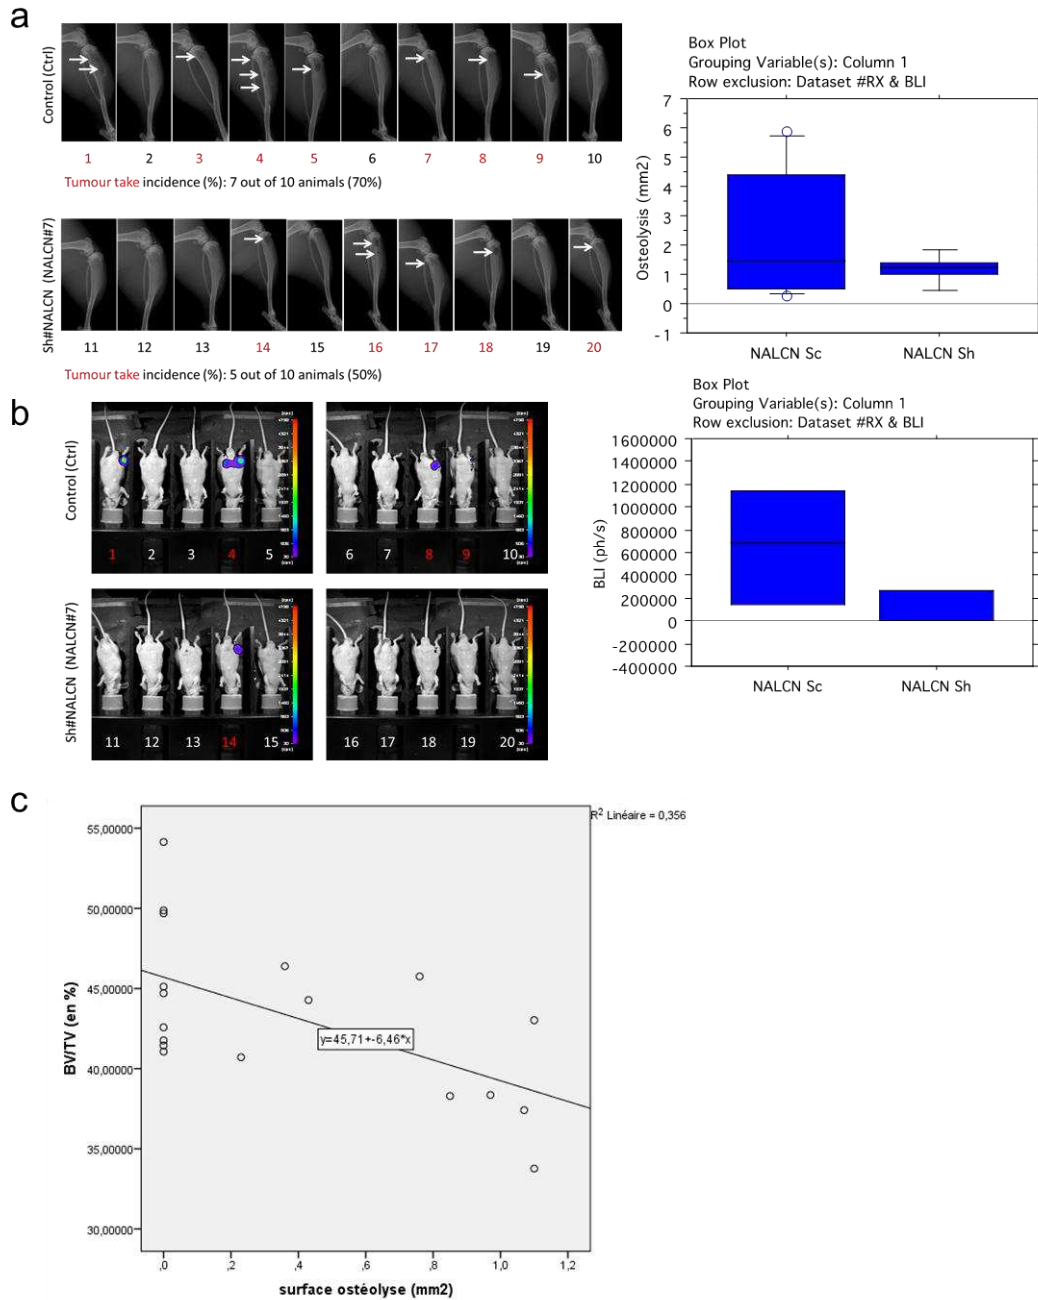 a
Control (Ctrl)
1 2 3 4 5 6 7 8 9 10
Tumour take incidence (%): 7 out of 10 animals (70%)
Sh#NALCN (NALCN#7)
11 12 13 14 15 16 17 18 19 20
Tumour take incidence (%): 5 out of 10 animals (50%)
Box Plot
Grouping Variable(s): Column 1
Row exclusion: Dataset #RX & BLI
Osteolysis (mm2)
7
6
5
4
3
2
1
0
-1
NALCN Sc NALCN Sh
b
Control (Ctrl)
1 2 3 4 5 6 7 8 9 10
Sh#NALCN (NALCN#7)
11 12 13 14 15 16 17 18 19 20
Box Plot
Grouping Variable(s): Column 1
Row exclusion: Dataset #RX & BLI
BLI (ph/s)
1600000
1400000
1200000
1000000
800000
600000
400000
200000
0
-200000
-400000
NALCN Sc NALCN Sh
c
R2 Linéaire = 0,356
BV/TV (en %)
55,00000
50,00000
45,00000
40,00000
35,00000
30,00000
y=45,71+-6,46*x
,0 ,2 ,4 ,6 ,8 1,0 1,2
surface ostéolyse (mm2)